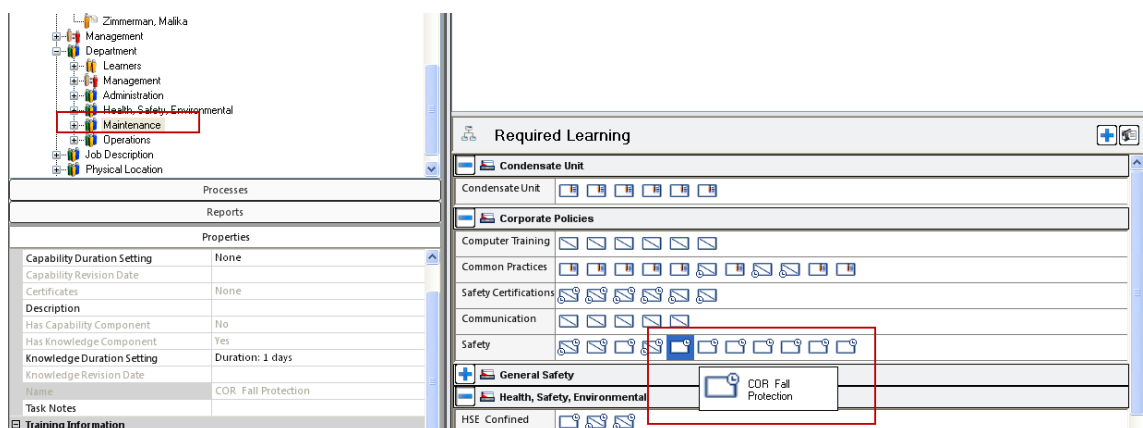 Zimmerman, Malika
Management
Department
Learners
Management
Administration
Health, Safety, Environmental
Maintenance
Operations
Job Description
Physical Location
Processes
Reports
Properties
Capability Duration Setting None
Capability Revision Date
Certificates None
Description
Has Capability Component No
Has Knowledge Component Yes
Knowledge Duration Setting Duration: 1 days
Knowledge Revision Date
Name COR Fall Protection
Task Notes
Training Information
Required Learning
Condensate Unit
Condensate Unit
Corporate Policies
Computer Training
Common Practices
Safety Certifications
Communication
Safety
General Safety
COR Fall
Protection
Health, Safety, Environmental
HSE Confined